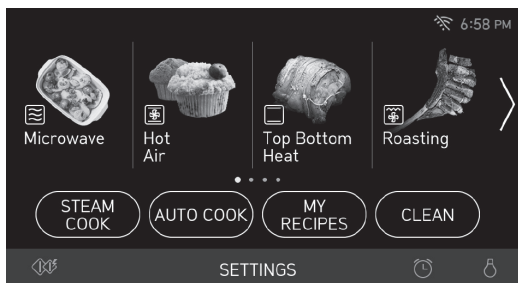 6:58 PM
Microwave
Hot
Air
Top Bottom
Heat
Roasting
STEAM
COOK
AUTO COOK
MY
RECIPES
CLEAN
SETTINGS